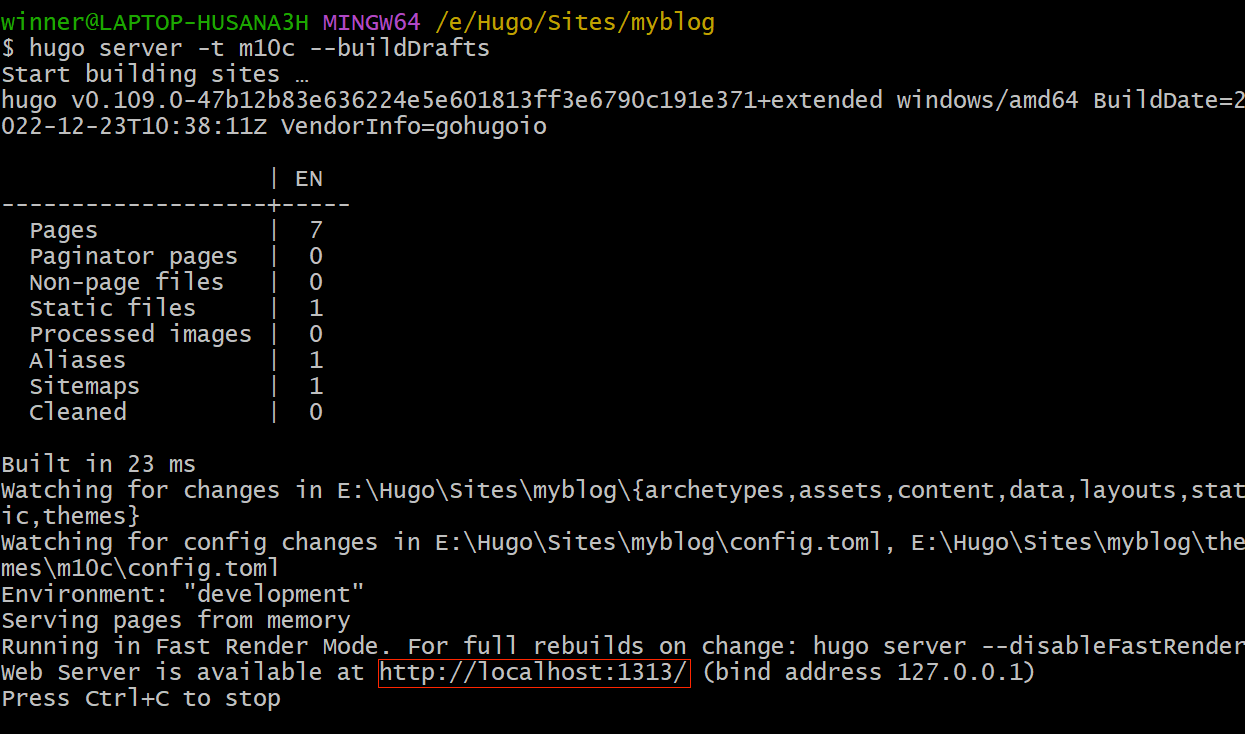 winner@LAPTOP-HUSANA3H MINGW64 /e/Hugo/Sites/myblog
$ hugo server -t m10c --buildDrafts
Start building sites …
hugo v0.109.0-47b12b83e636224e5e601813ff3e6790c191e371+extended windows/amd64 BuildDate=2
022-12-23T10:38:11Z VendorInfo=gohugoio
                   | EN
-------------------+-----
  Pages            |  7
  Paginator pages  |  0
  Non-page files   |  0
  Static files     |  1
  Processed images |  0
  Aliases          |  1
  Sitemaps         |  1
  Cleaned          |  0
Built in 23 ms
Watching for changes in E:\Hugo\Sites\myblog\{archetypes,assets,content,data,layouts,stat
ic,themes}
Watching for config changes in E:\Hugo\Sites\myblog\config.toml, E:\Hugo\Sites\myblog\the
mes\m10c\config.toml
Environment: "development"
Serving pages from memory
Running in Fast Render Mode. For full rebuilds on change: hugo server --disableFastRender
Web Server is available at http://localhost:1313/ (bind address 127.0.0.1)
Press Ctrl+C to stop